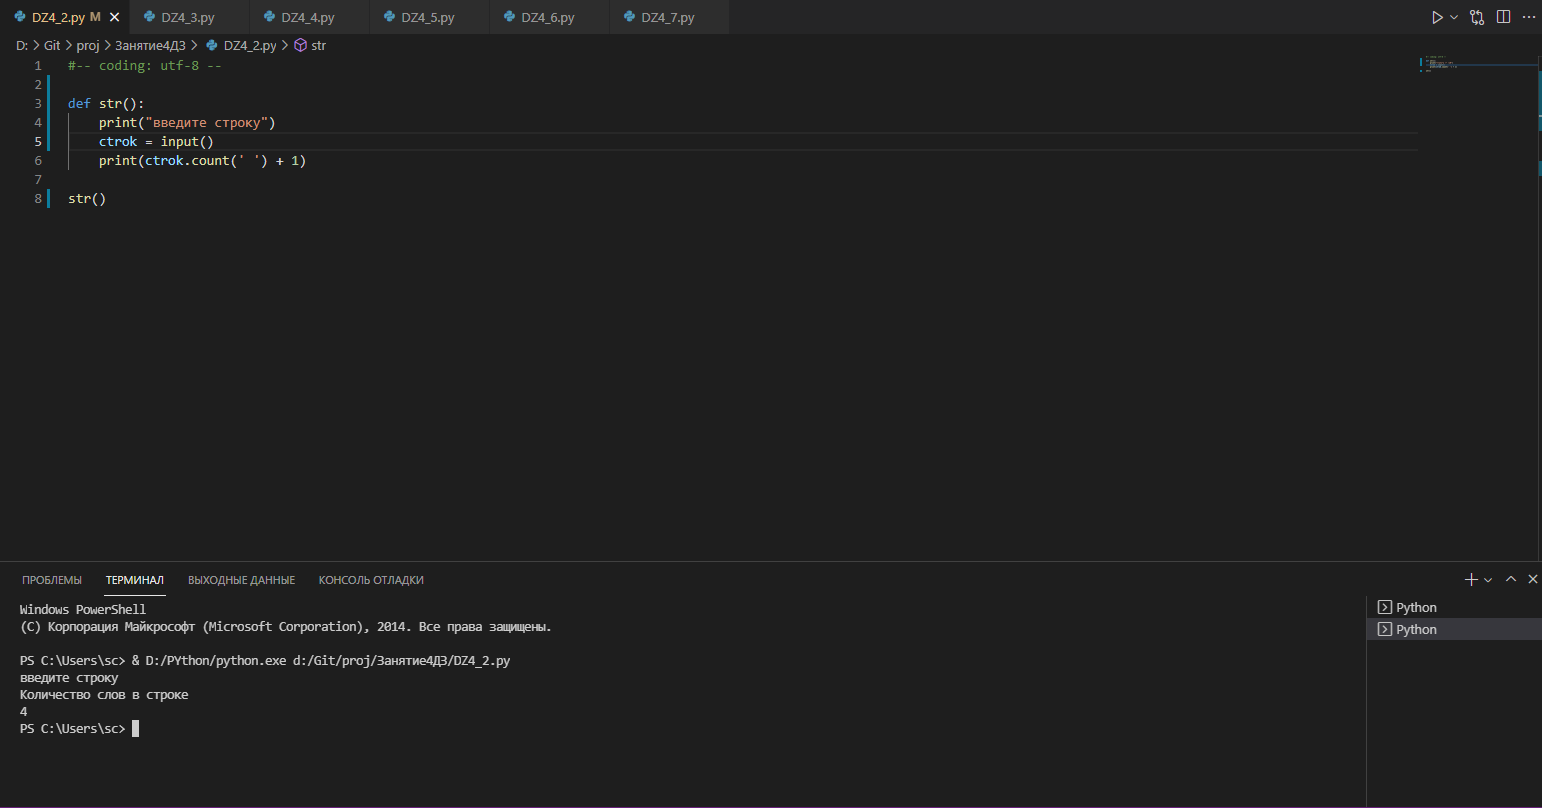 DZ4_2.py M DZ4_3.py DZ4_4.py DZ4_5.py DZ4_6.py DZ4_7.py
D: > Git > proj > Занятие4ДЗ > DZ4_2.py > str
1 #-- coding: utf-8 --
2
3 def str():
4     print("введите строку")
5     ctrok = input()
6     print(ctrok.count(' ') + 1)
7
8 str()
ПРОБЛЕМЫ ТЕРМИНАЛ ВЫХОДНЫЕ ДАННЫЕ КОНСОЛЬ ОТЛАДКИ
Windows PowerShell
(C) Корпорация Майкрософт (Microsoft Corporation), 2014. Все права защищены.
PS C:\Users\sc> & D:/PYthon/python.exe d:/Git/proj/Занятие4ДЗ/DZ4_2.py
введите строку
Количество слов в строке
4
PS C:\Users\sc>
Python
Python